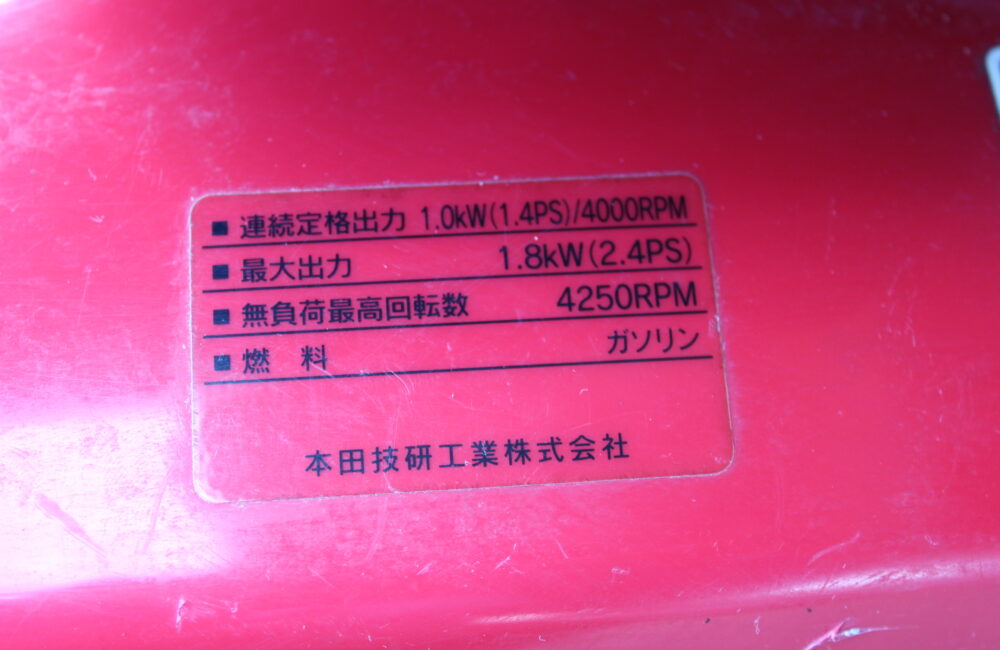 ■ 連続定格出力 1.0kW(1.4PS)/4000RPM
■ 最大出力 1.8kW(2.4PS)
■ 無負荷最高回転数 4250RPM
■ 燃 料 ガソリン
本田技研工業株式会社